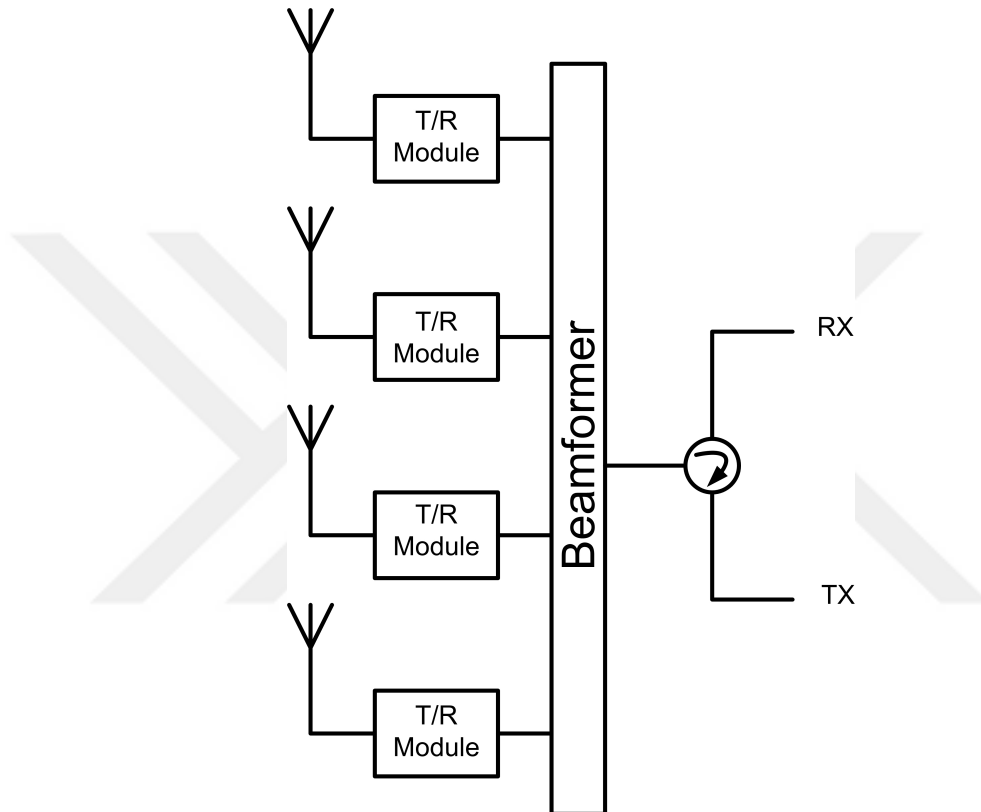 T/R
Module
T/R
Module
T/R
Module
T/R
Module
Beamformer
RX
TX